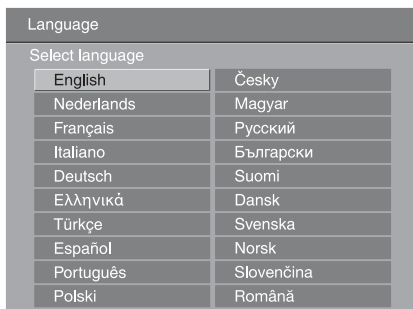 Language
Select language
English
Česky
Nederlands
Magyar
Français
Русский
Italiano
Български
Deutsch
Suomi
Ελληνικά
Dansk
Türkçe
Svenska
Español
Norsk
Português
Slovenčina
Polski
Română